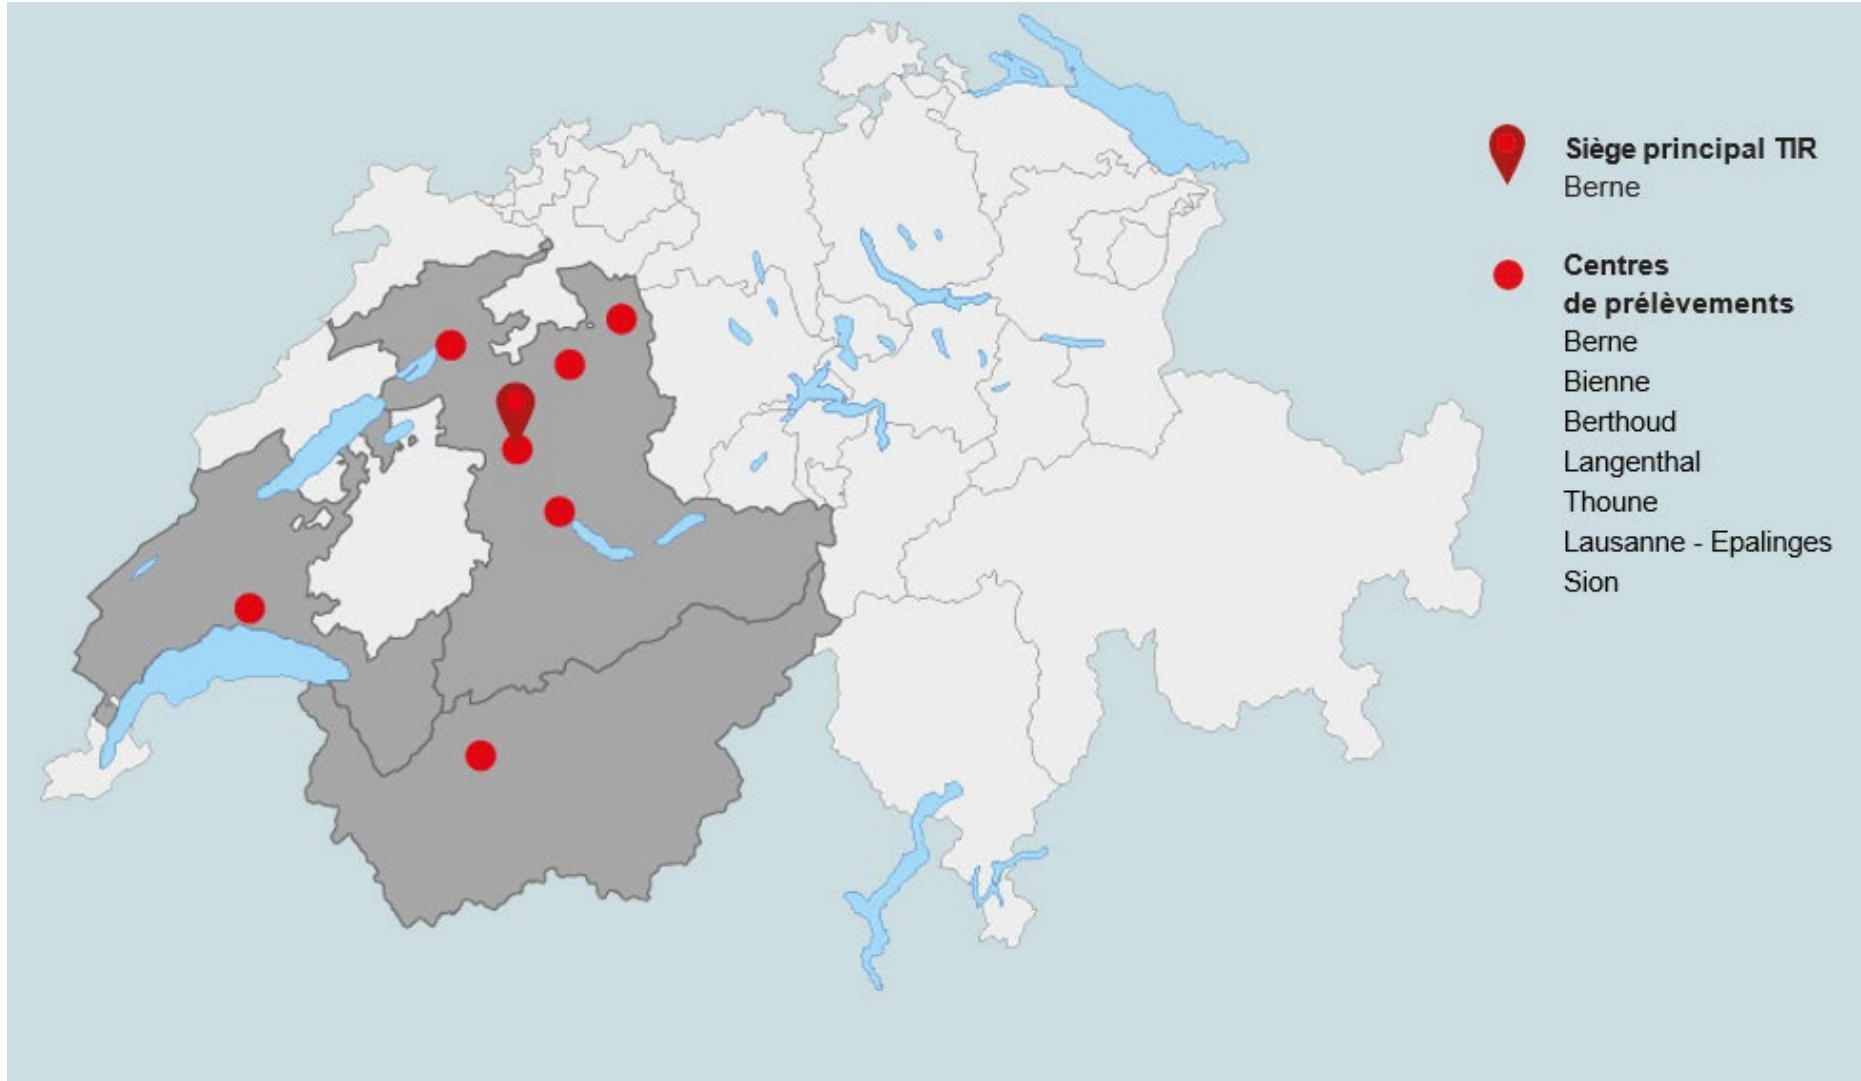 Siège principal TIR
Berne
Centres
de prélèvements
Berne
Bienne
Berthoud
Langenthal
Thoune
Lausanne - Epalinges
Sion